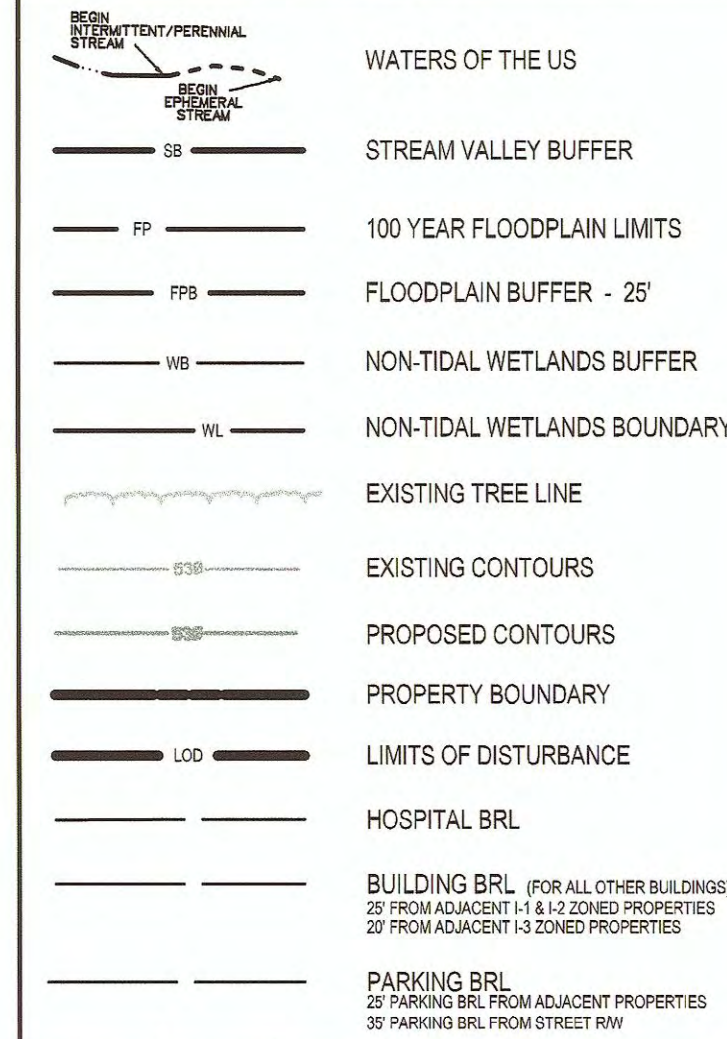 BEGIN
INTERMITTENT/PERENNIAL
STREAM
BEGIN
EPHEMERAL
STREAM
WATERS OF THE US
SB
STREAM VALLEY BUFFER
FP
100 YEAR FLOODPLAIN LIMITS
FPB
FLOODPLAIN BUFFER - 25'
WB
NON-TIDAL WETLANDS BUFFER
WL
NON-TIDAL WETLANDS BOUNDARY
EXISTING TREE LINE
530
EXISTING CONTOURS
PROPOSED CONTOURS
PROPERTY BOUNDARY
LOD
LIMITS OF DISTURBANCE
HOSPITAL BRL
BUILDING BRL (FOR ALL OTHER BUILDINGS)
25' FROM ADJACENT I-1 & I-2 ZONED PROPERTIES
20' FROM ADJACENT I-3 ZONED PROPERTIES
PARKING BRL
25' PARKING BRL FROM ADJACENT PROPERTIES
35' PARKING BRL FROM STREET R/W